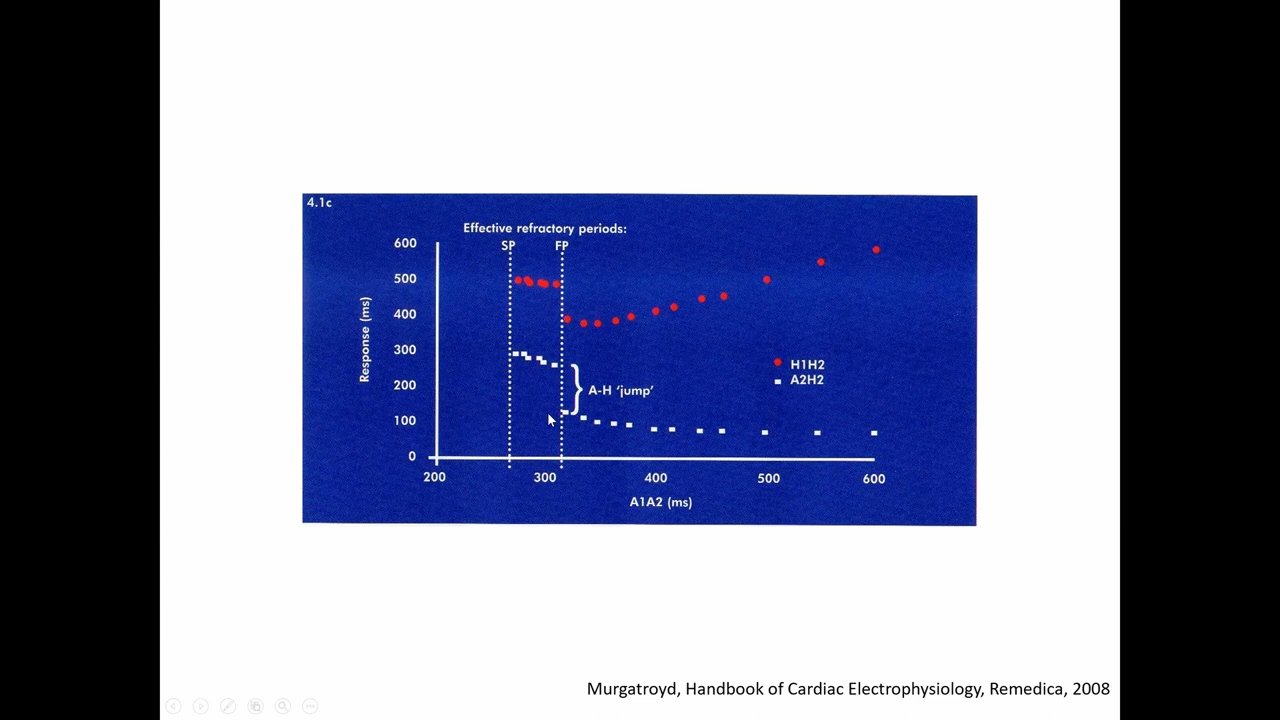 4.1c
Effective refractory periods:
SP FP
600
500
400
300
200
100
0
Response (ms)
A-H 'jump'
H1H2
A2H2
200 300 400 500 600
A1A2 (ms)
Murgatroyd, Handbook of Cardiac Electrophysiology, Remedica, 2008